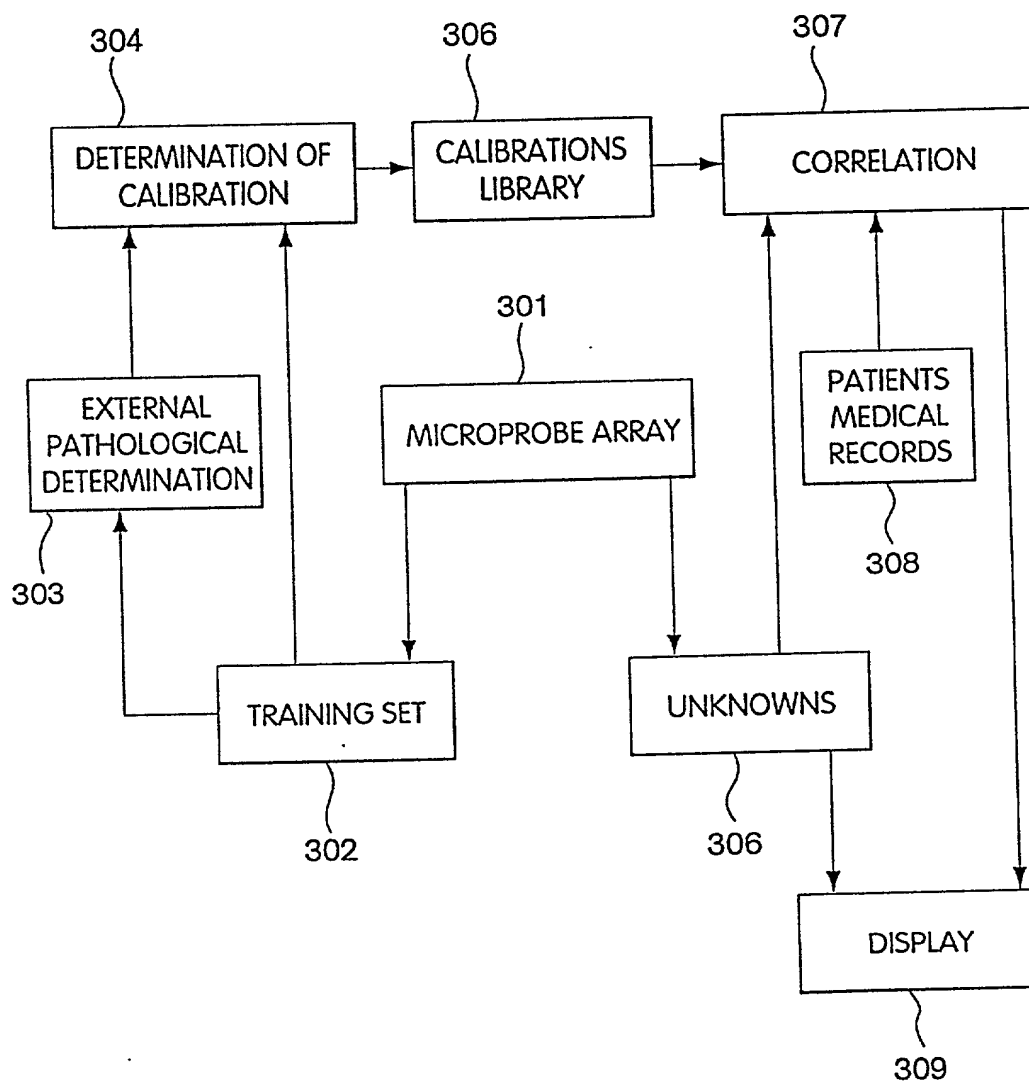 304
306
307
DETERMINATION OF
CALIBRATION
CALIBRATIONS
LIBRARY
CORRELATION
301
EXTERNAL
PATHOLOGICAL
DETERMINATION
MICROPROBE ARRAY
PATIENTS
MEDICAL
RECORDS
303
308
TRAINING SET
UNKNOWNS
302
306
DISPLAY
309